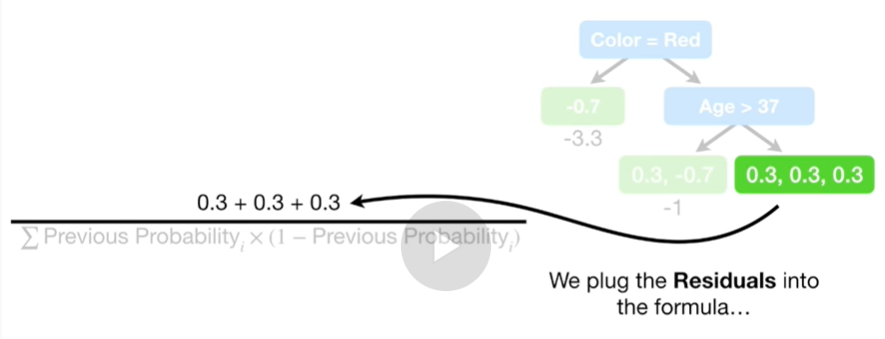 Color = Red
-0.7
Age > 37
-3.3
0.3, -0.7
0.3, 0.3, 0.3
-1
0.3 + 0.3 + 0.3
∑ Previous Probabilityᵢ × (1 − Previous Probabilityᵢ)
We plug the Residuals into
the formula...